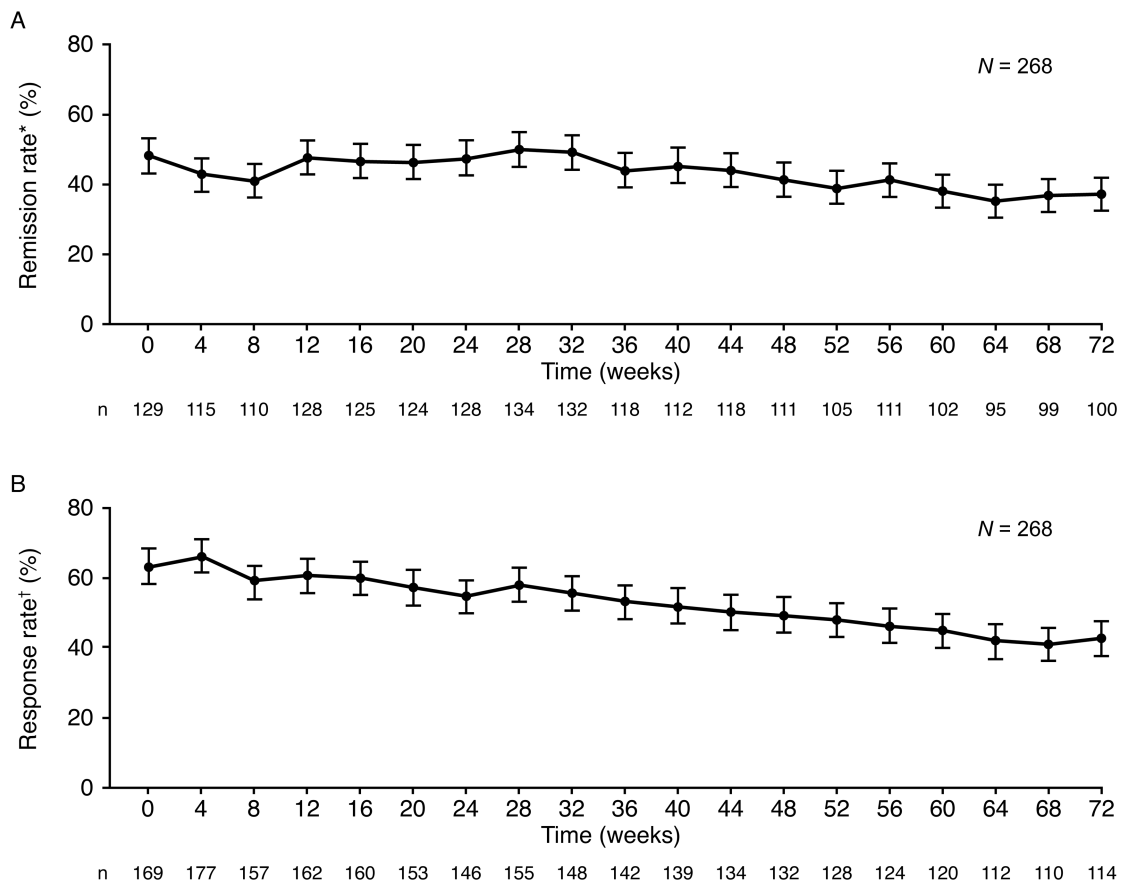 A
80
N = 268
60
40
20
0
Remission rate* (%)
0 4 8 12 16 20 24 28 32 36 40 44 48 52 56 60 64 68 72
Time (weeks)
n 129 115 110 128 125 124 128 134 132 118 112 118 111 105 111 102 95 99 100
B
80
N = 268
60
40
20
0
Response rate† (%)
0 4 8 12 16 20 24 28 32 36 40 44 48 52 56 60 64 68 72
Time (weeks)
n 169 177 157 162 160 153 146 155 148 142 139 134 132 128 124 120 112 110 114